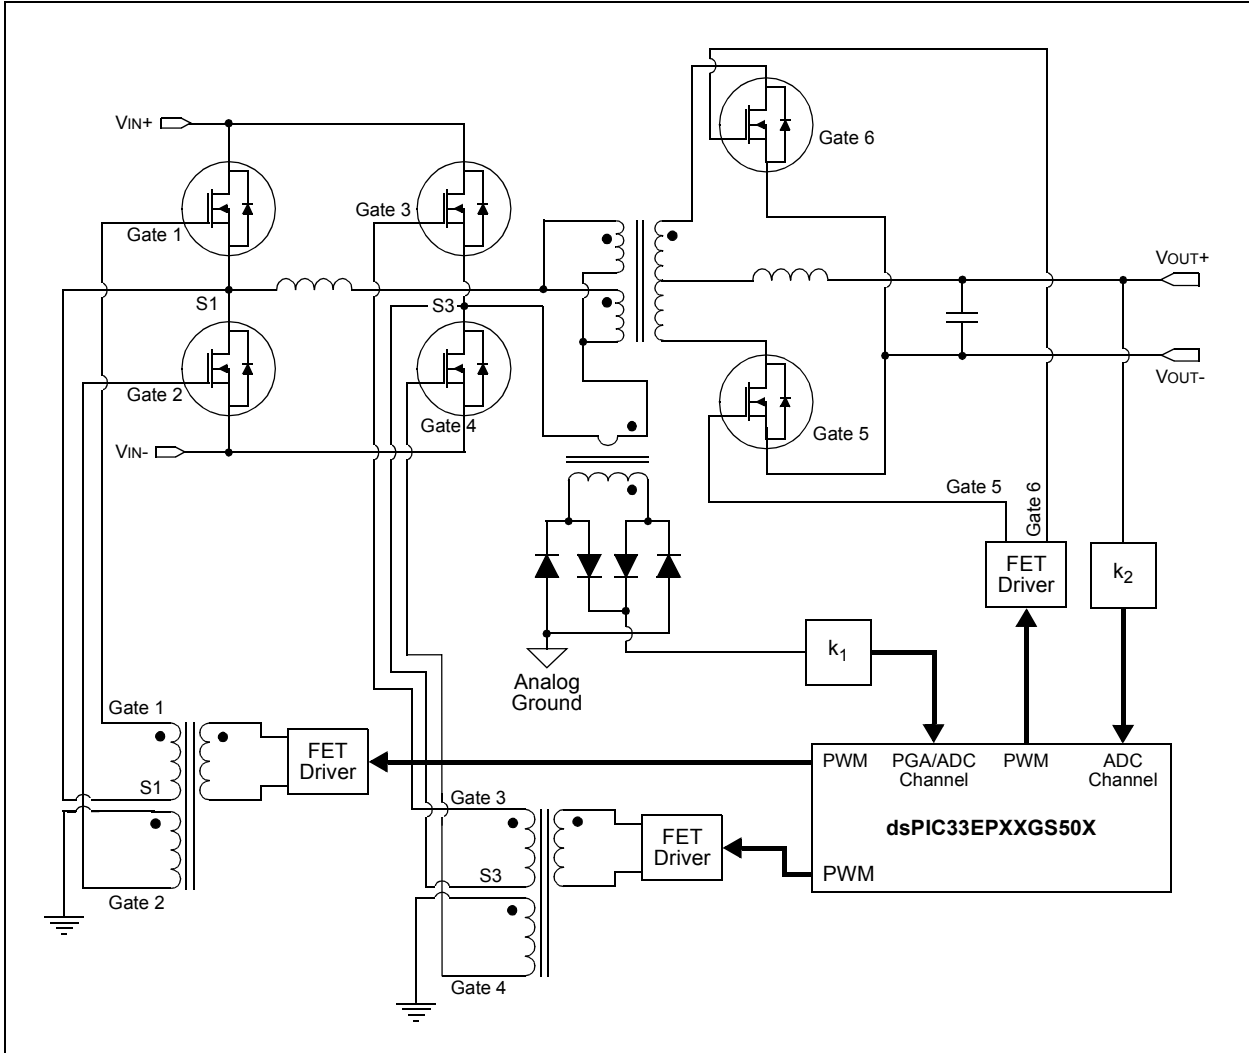 VIN+
Gate 6
Gate 3
Gate 1
VOUT+
S1
S3
VOUT-
Gate 2
Gate 4
Gate 5
VIN-
Gate 5
Gate 6
FET
Driver
k2
k1
Analog
Ground
Gate 1
FET
Driver
PWM
PGA/ADC
Channel
PWM
ADC
Channel
S1
Gate 3
dsPIC33EPXXGS50X
FET
Driver
S3
PWM
Gate 2
Gate 4